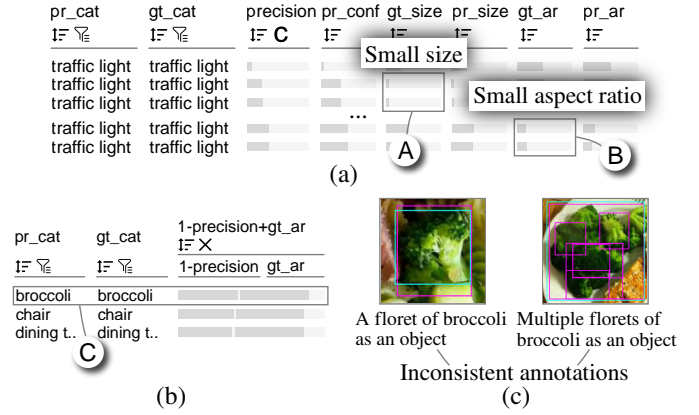 pr_cat gt_cat precision pr_conf gt_size pr_size gt_ar pr_ar
C
Small size
traffic light traffic light
traffic light traffic light
Small aspect ratio
traffic light traffic light
...
traffic light traffic light
traffic light traffic light
A
B
(a)
1-precision+gt_ar
pr_cat gt_cat
1-precision gt_ar
broccoli broccoli
chair chair
dining t.. dining t..
C
(b)
A floret of broccoli
as an object
Multiple florets of
broccoli as an object
Inconsistent annotations
(c)